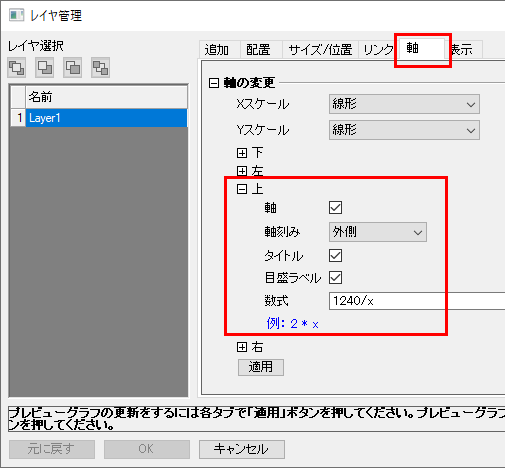 レイヤ管理
レイヤ選択
追加 配置 サイズ/位置 リンク 軸 表示
名前
1 Layer1
軸の変更
Xスケール 線形
Yスケール 線形
下
左
上
軸
軸刻み 外側
タイトル
目盛ラベル
数式 1240/x
例: 2 * x
右
適用
プレビューグラフの更新をするには各タブで「適用」ボタンを押してください。プレビューグラフ
ンを押してください。
元に戻す OK キャンセル